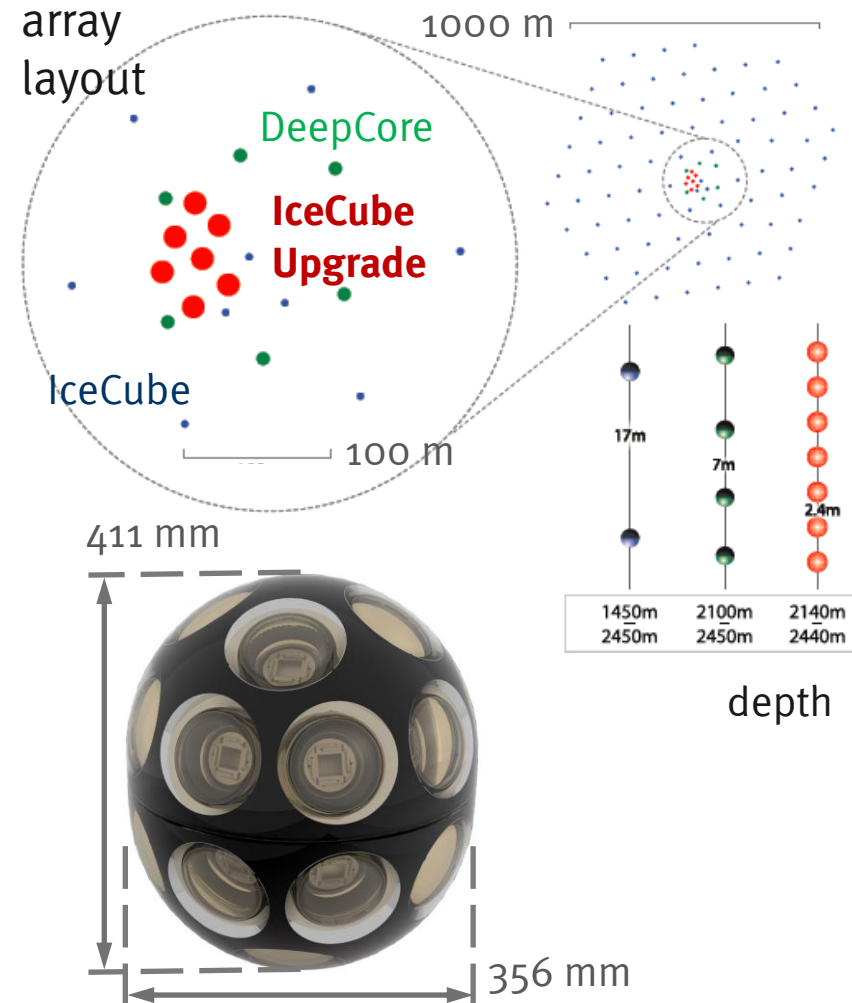 array
layout
1000 m
DeepCore
IceCube
Upgrade
IceCube
100 m
17m
7m
2.4m
1450m
–
2450m
2100m
–
2450m
2140m
–
2440m
depth
411 mm
356 mm